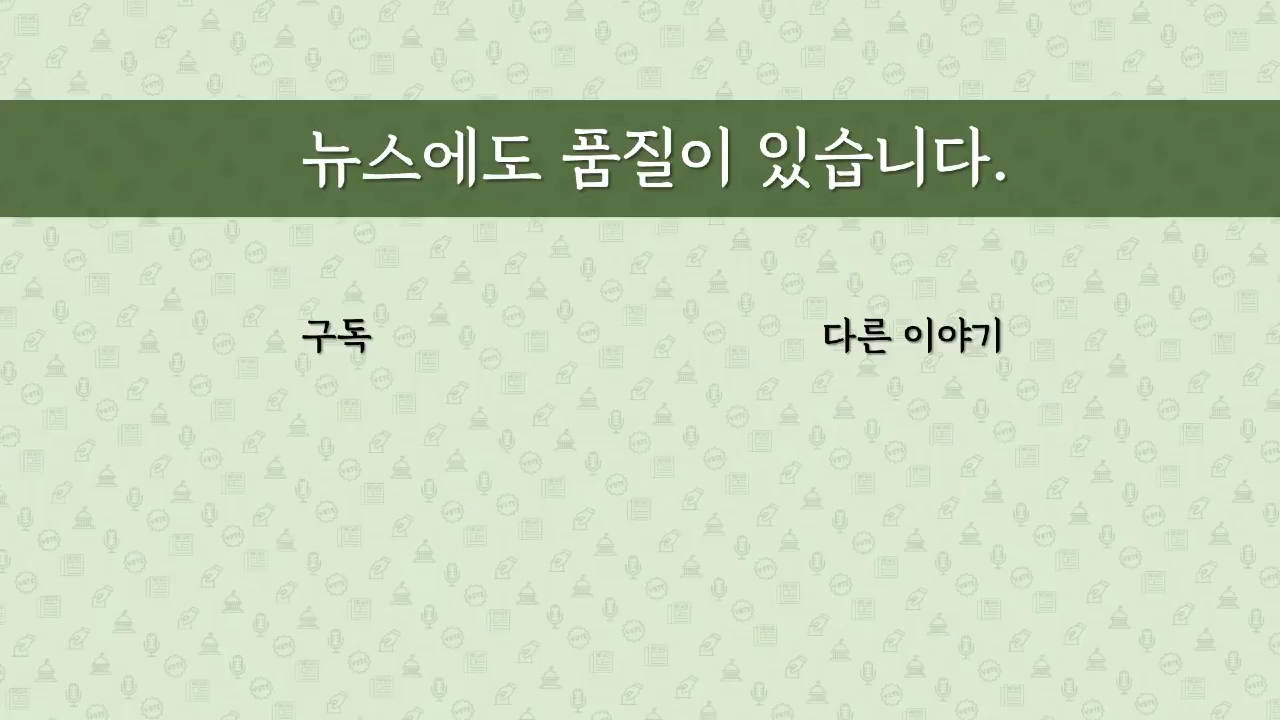 뉴스에도 품질이 있습니다.
구독
다른 이야기